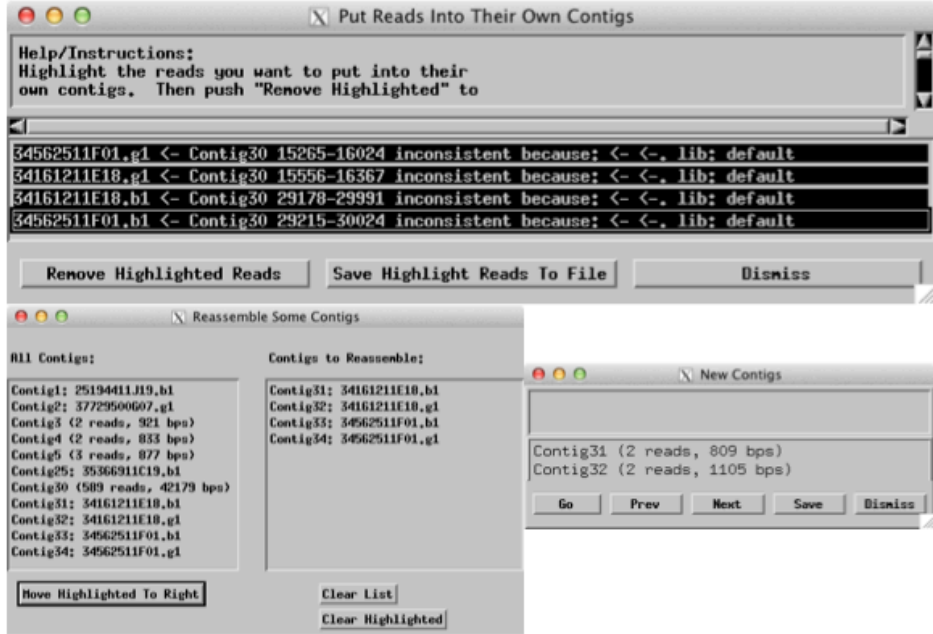 Put Reads Into Their Own Contigs
Help/Instructions:
Highlight the reads you want to put into their
own contigs.  Then push "Remove Highlighted" to
34562511F01.g1 <- Contig30 15265-16024 inconsistent because: <- <-. lib: default
34161211E18.g1 <- Contig30 15556-16367 inconsistent because: <- <-. lib: default
34161211E18.b1 <- Contig30 29178-29991 inconsistent because: <- <-. lib: default
34562511F01.b1 <- Contig30 29215-30024 inconsistent because: <- <-. lib: default
Remove Highlighted Reads
Save Highlight Reads To File
Dismiss
Reassemble Some Contigs
All Contigs:
Contig1: 25194411J19.b1
Contig2: 37729500G07.g1
Contig3 (2 reads, 921 bps)
Contig4 (2 reads, 833 bps)
Contig5 (3 reads, 877 bps)
Contig25: 35366911C19.b1
Contig30 (589 reads, 42179 bps)
Contig31: 34161211E18.b1
Contig32: 34161211E18.g1
Contig33: 34562511F01.b1
Contig34: 34562511F01.g1
Move Highlighted To Right
Contigs to Reassemble:
Contig31: 34161211E18.b1
Contig32: 34161211E18.g1
Contig33: 34562511F01.b1
Contig34: 34562511F01.g1
Clear List
Clear Highlighted
New Contigs
Contig31 (2 reads, 809 bps)
Contig32 (2 reads, 1105 bps)
Go
Prev
Next
Save
Dismiss